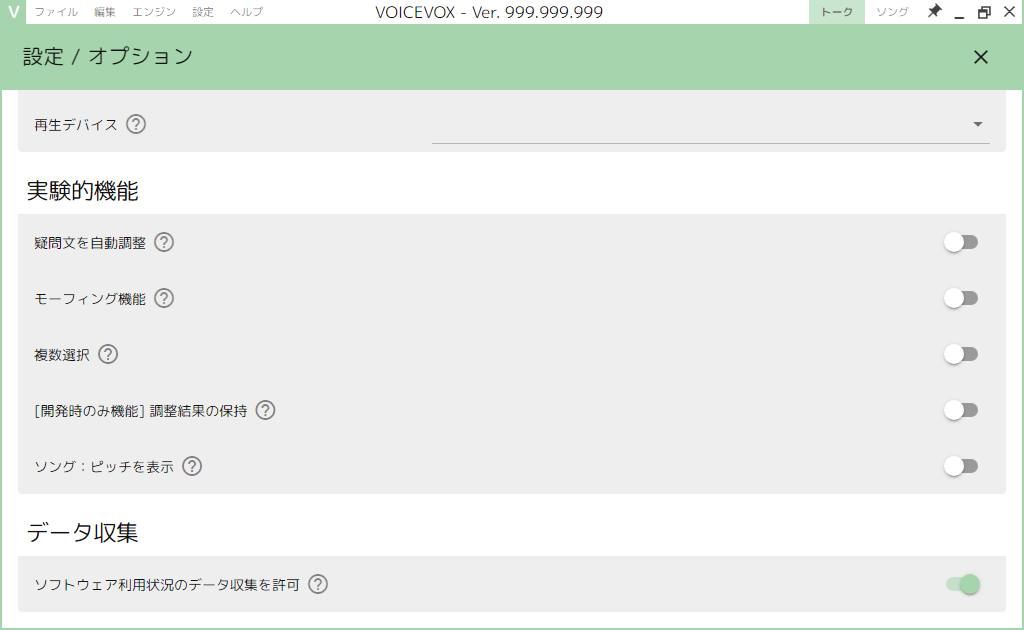 V ファイル 編集 エンジン 設定 ヘルプ VOICEVOX - Ver. 999.999.999 トーク ソング
設定 / オプション
再生デバイス ?
実験的機能
疑問文を自動調整 ?
モーフィング機能 ?
複数選択 ?
[開発時のみ機能] 調整結果の保持 ?
ソング：ピッチを表示 ?
データ収集
ソフトウェア利用状況のデータ収集を許可 ?